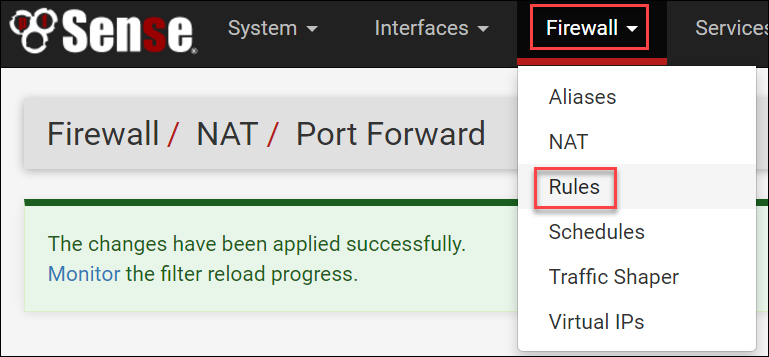 Sense® System Interfaces Firewall Services
Firewall / NAT / Port Forward
The changes have been applied successfully.
Monitor the filter reload progress.
Aliases
NAT
Rules
Schedules
Traffic Shaper
Virtual IPs